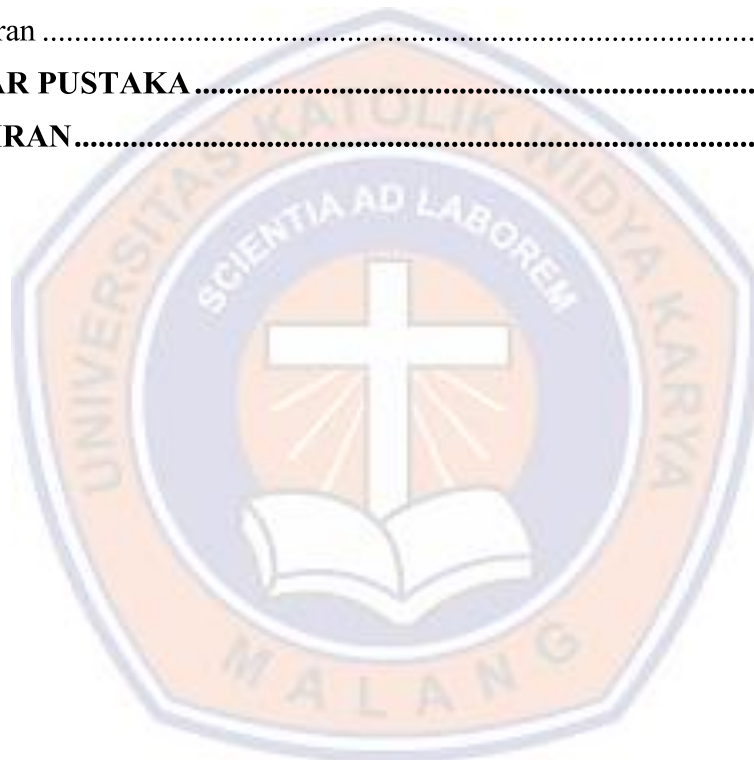 ran ........................................................................................
AR PUSTAKA ......................................................................
IRAN.....................................................................................
UNIVERSITAS KATOLIK WIDYA KARYA
SCIENTIA AD LABOREM
MALANG